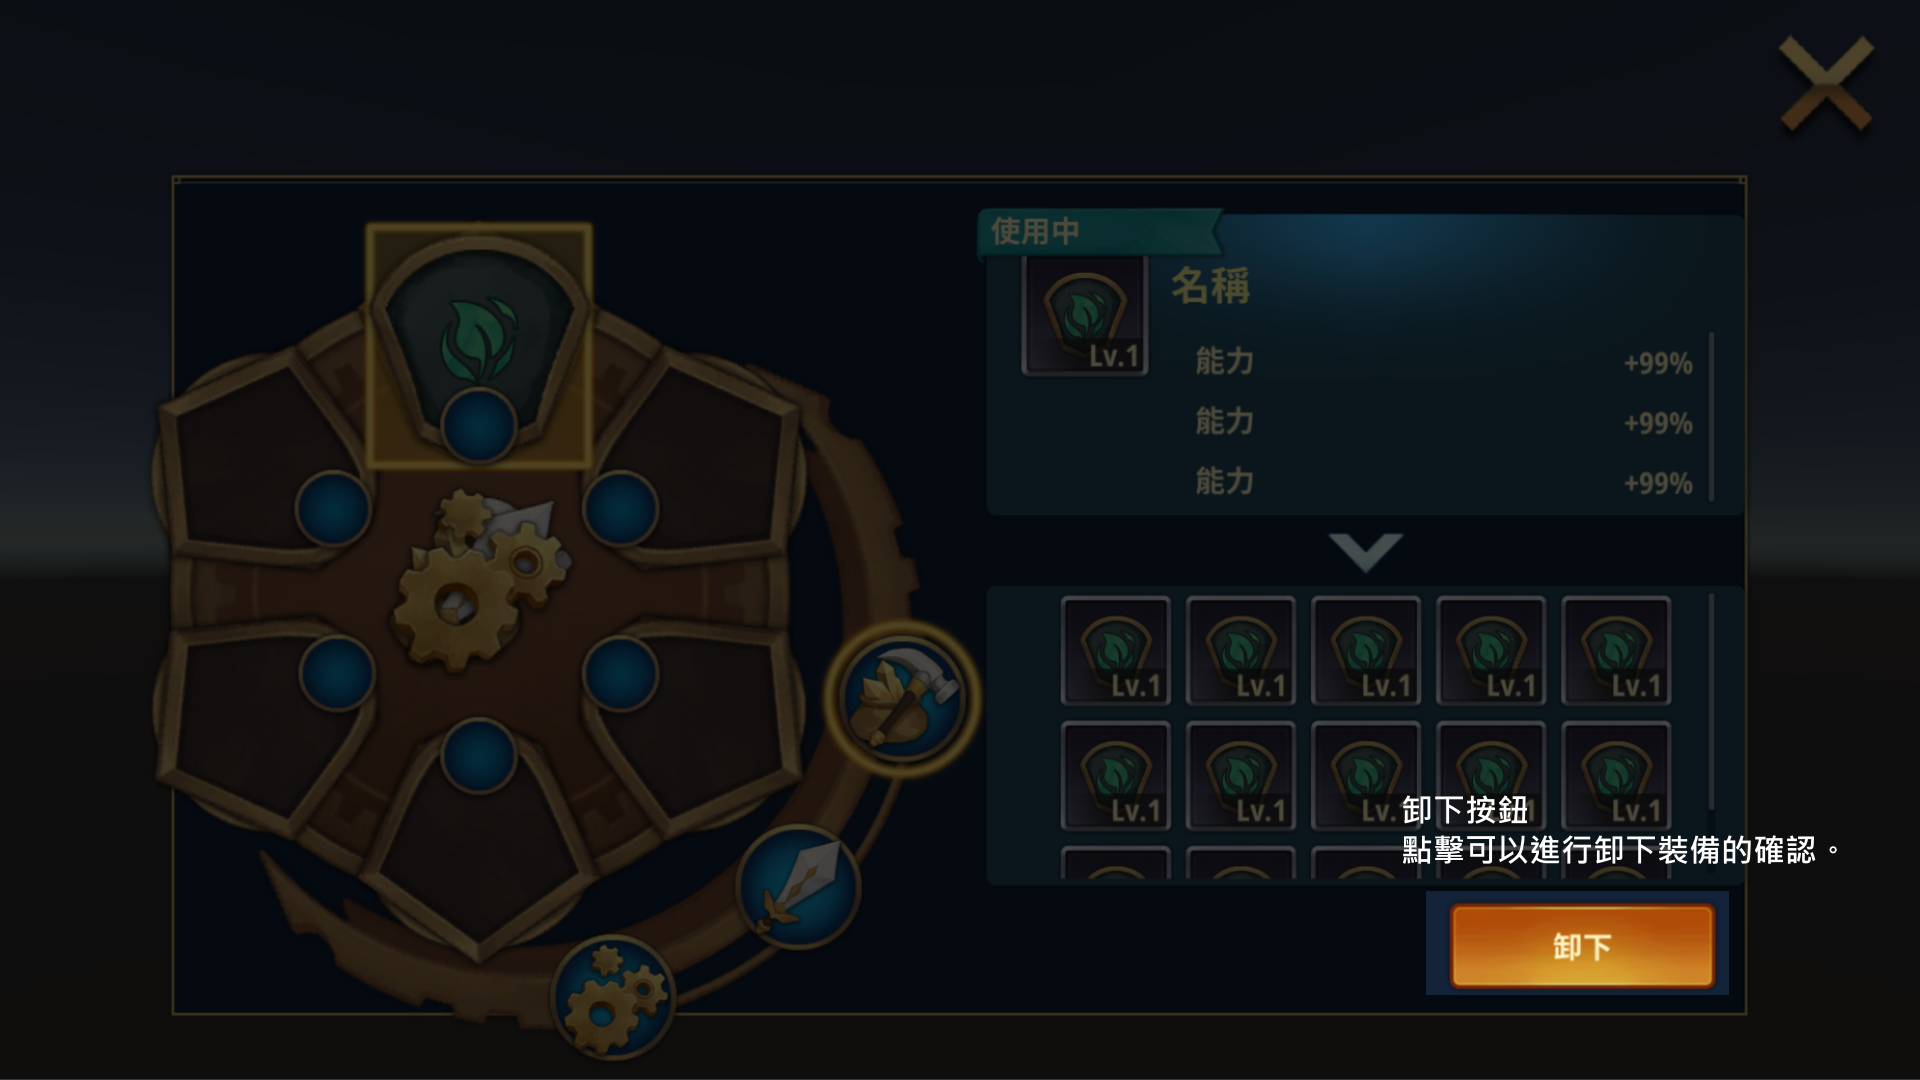 使用中
名稱
Lv.1
能力 +99%
能力 +99%
能力 +99%
Lv.1 Lv.1 Lv.1 Lv.1 Lv.1
Lv.1 Lv.1 Lv. 1 Lv.1
卸下按鈕
點擊可以進行卸下裝備的確認。
卸下